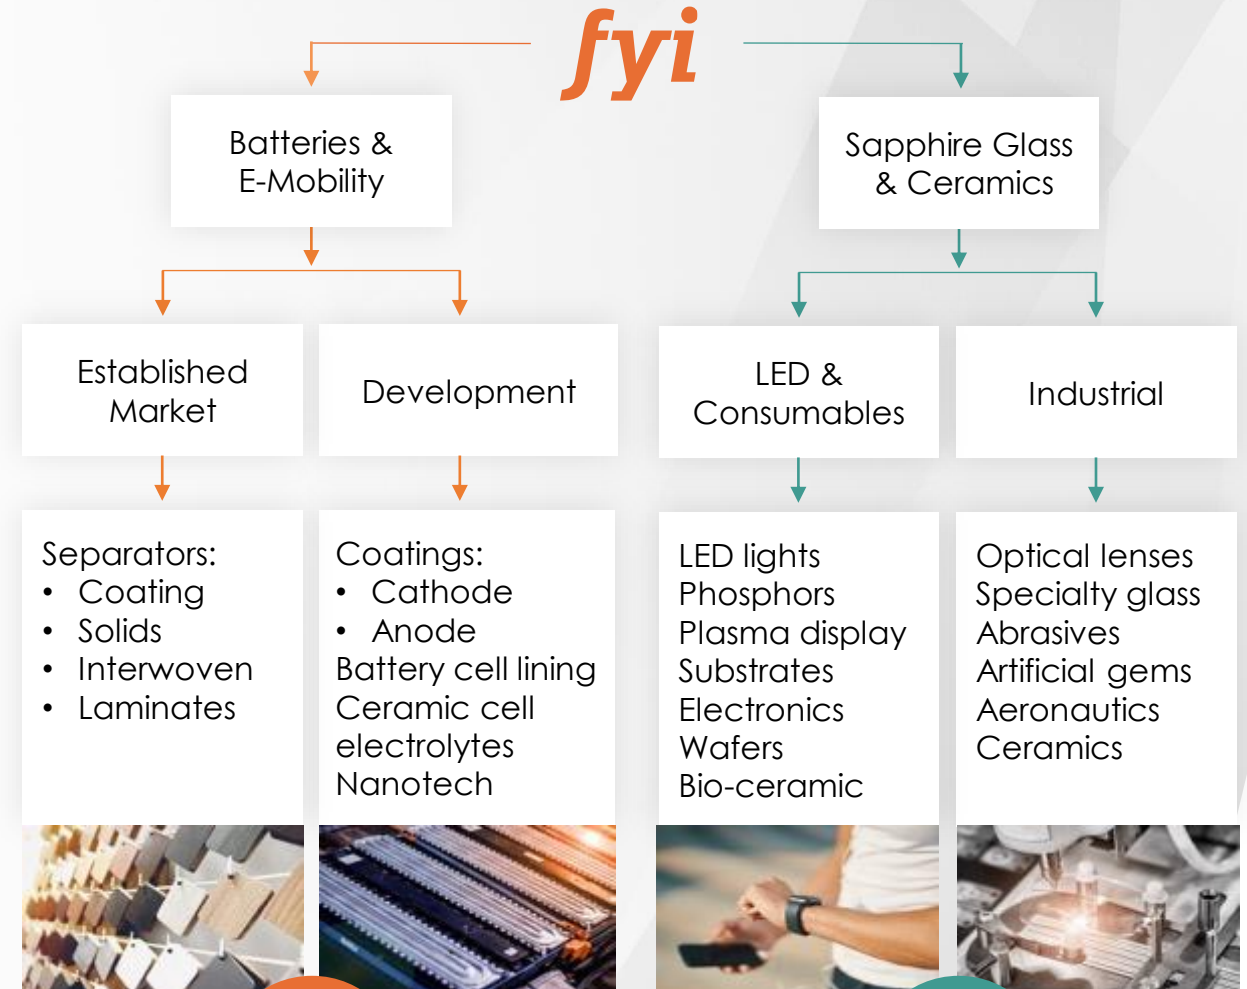 fyi
Batteries &
E-Mobility
Sapphire Glass
& Ceramics
Established
Market
Development
LED &
Consumables
Industrial
Separators:
• Coating
• Solids
• Interwoven
• Laminates
Coatings:
• Cathode
• Anode
Battery cell lining
Ceramic cell
electrolytes
Nanotech
LED lights
Phosphors
Plasma display
Substrates
Electronics
Wafers
Bio-ceramic
Optical lenses
Specialty glass
Abrasives
Artificial gems
Aeronautics
Ceramics